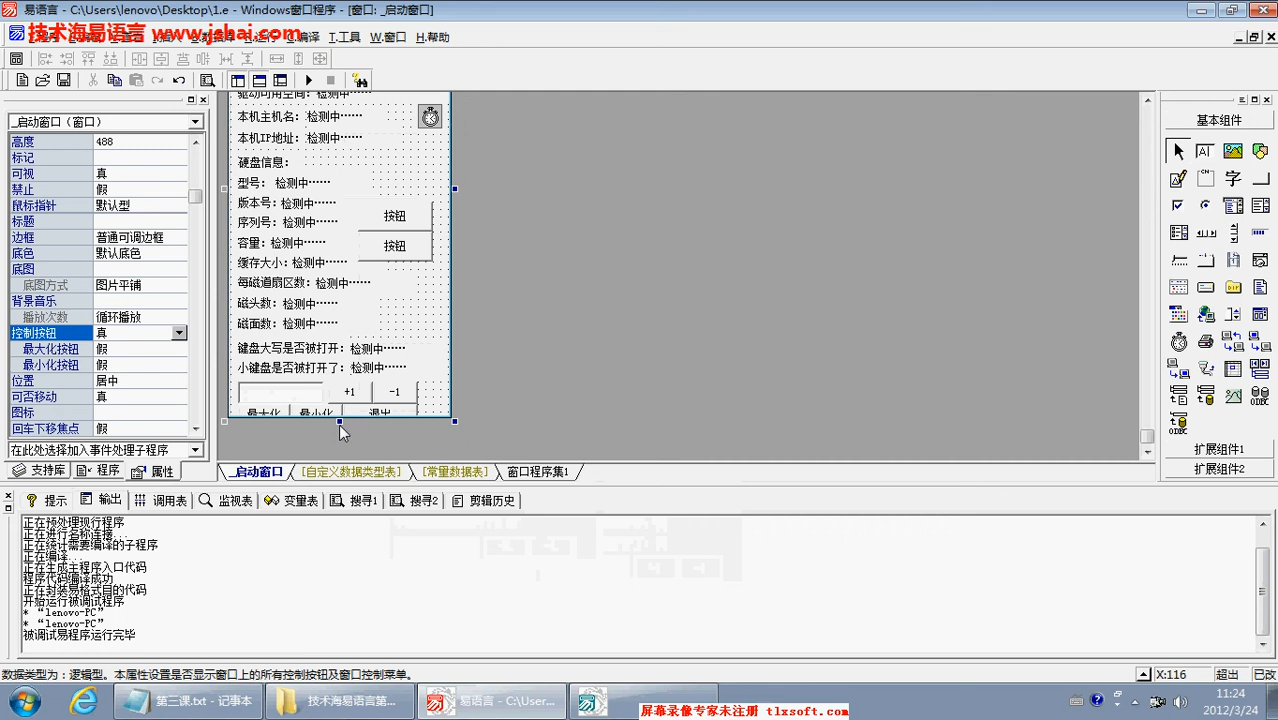 易语言 - C:\Users\lenovo\Desktop\1.e - Windows窗口程序 - [窗口: _启动窗口]
技术海易语言 www.jshai.com
T.工具 W.窗口 H.帮助
_启动窗口（窗口）
高度 488
标记
可视 真
禁止 假
鼠标指针 默认型
标题
边框 普通可调边框
底色 默认底色
底图
底图方式 图片平铺
背景音乐
播放次数 循环播放
控制按钮 真
最大化按钮 假
最小化按钮 假
位置 居中
可否移动 真
图标
回车下移焦点 假
在此处选择加入事件处理子程序
支持库 程序 属性
驱动可用空间: 检测中······
本机主机名: 检测中······
本机IP地址: 检测中······
硬盘信息:
型号: 检测中······
版本号: 检测中······
序列号: 检测中······
容量: 检测中······
缓存大小: 检测中······
每磁道扇区数: 检测中······
磁头数: 检测中······
磁面数: 检测中······
按钮
按钮
键盘大写是否被打开: 检测中······
小键盘是否被打开了: 检测中······
+1 -1
最大化 最小化 退出
_启动窗口 [自定义数据类型表] [常量数据表] 窗口程序集1
基本组件
扩展组件1
扩展组件2
提示 输出 调用表 监视表 变量表 搜寻1 搜寻2 剪辑历史
正在预处理现行程序
正在进行名称连接...
正在统计需要编译的子程序
正在编译...
正在生成主程序入口代码
程序代码编译成功
正在封装易格式目的代码
开始运行被调试程序
* “lenovo-PC”
* “lenovo-PC”
被调试易程序运行完毕
数据类型为：逻辑型。本属性设置是否显示窗口上的所有控制按钮及窗口控制菜单。
X:116 超出 已改
第三课.txt - 记事本
技术海易语言第...
易语言 - C:\User...
屏幕录像专家未注册 tlxsoft.com
11:24
2012/3/24